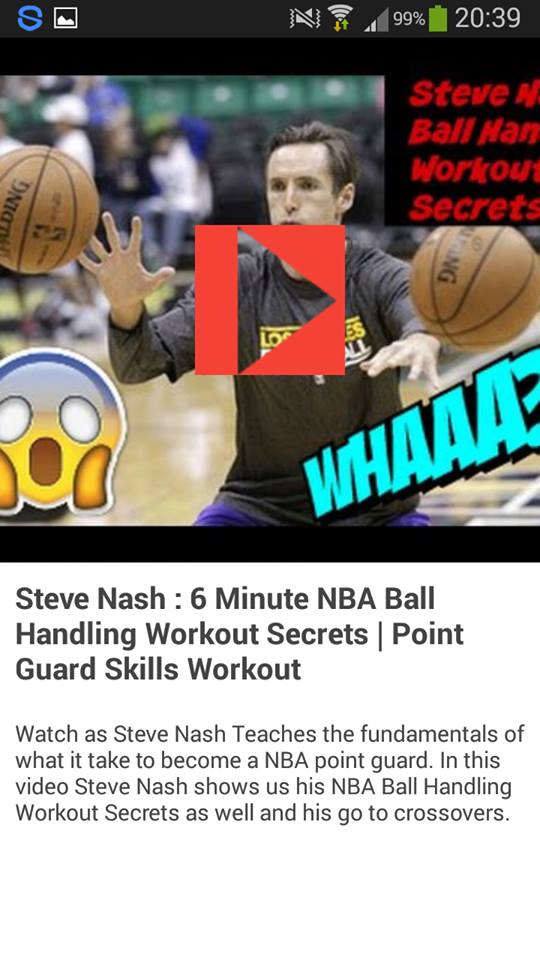 99% 20:39
Steve N
Ball Han
Workout
Secrets
SPALDING
WHAAA?
Steve Nash : 6 Minute NBA Ball
Handling Workout Secrets | Point
Guard Skills Workout
Watch as Steve Nash Teaches the fundamentals of
what it take to become a NBA point guard. In this
video Steve Nash shows us his NBA Ball Handling
Workout Secrets as well and his go to crossovers.